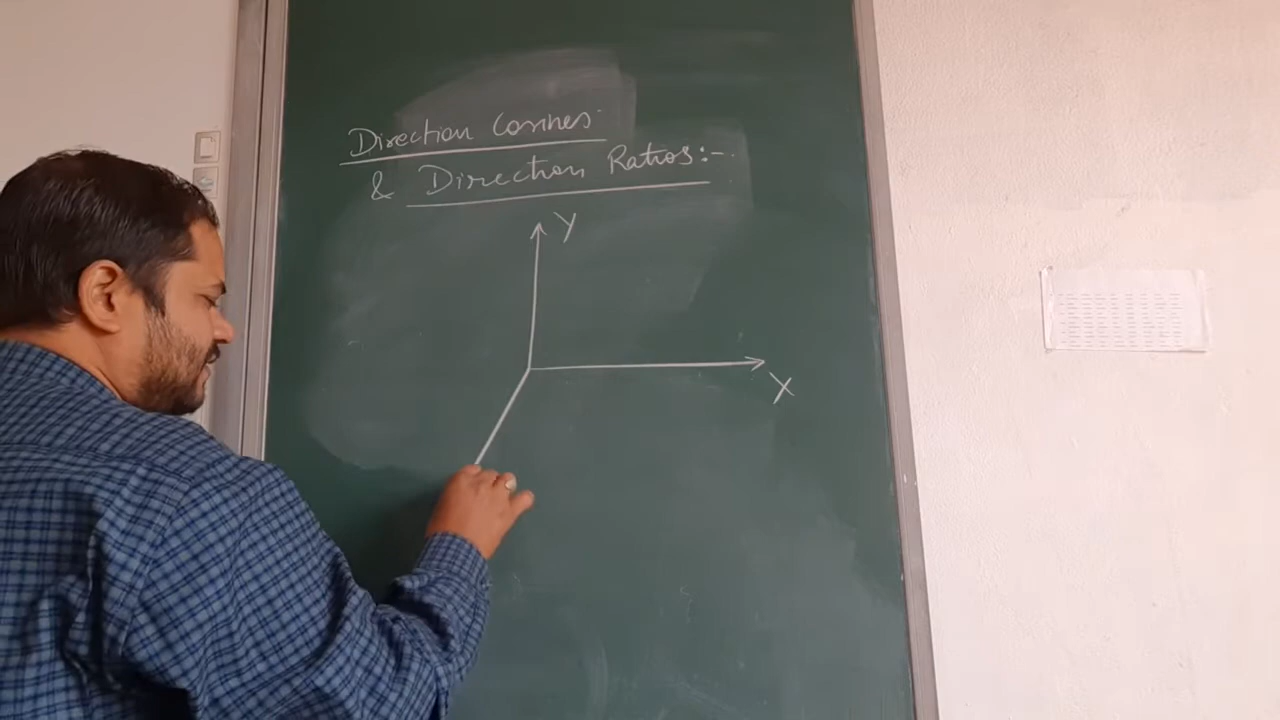 Direction Cosines
& Direction Ratios:-
Y
X